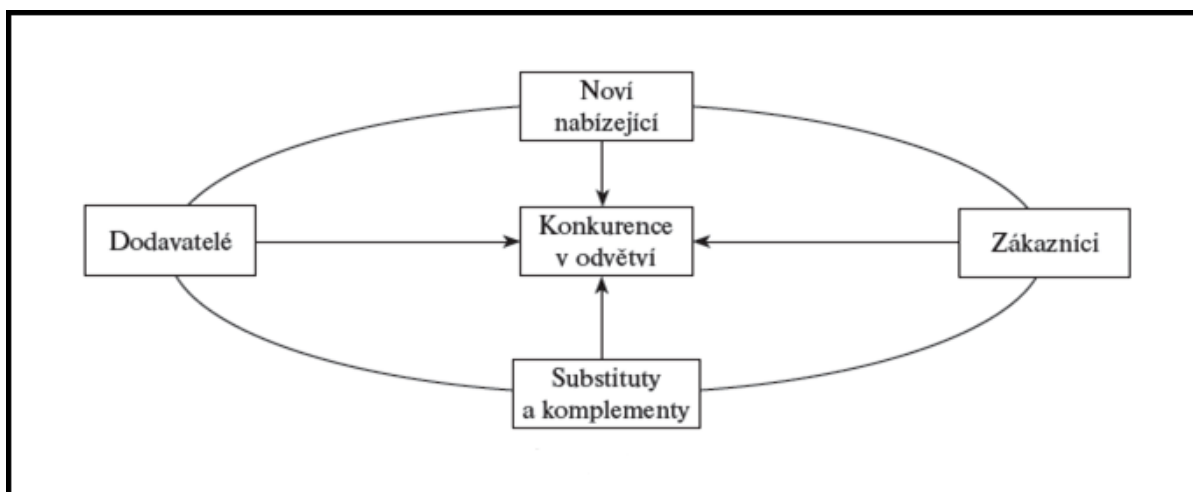 Noví
nabízející
Dodavatelé
Konkurence
v odvětví
Zákazníci
Substituty
a komplementy